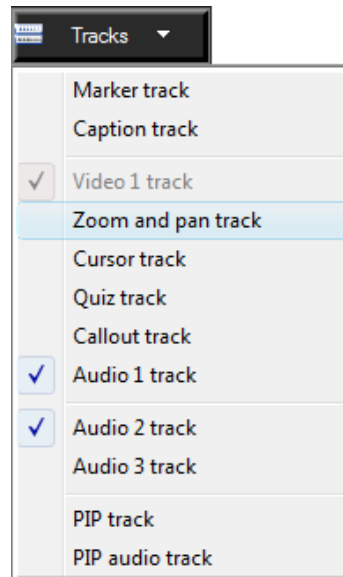 Tracks
Marker track
Caption track
Video 1 track
Zoom and pan track
Cursor track
Quiz track
Callout track
Audio 1 track
Audio 2 track
Audio 3 track
PIP track
PIP audio track